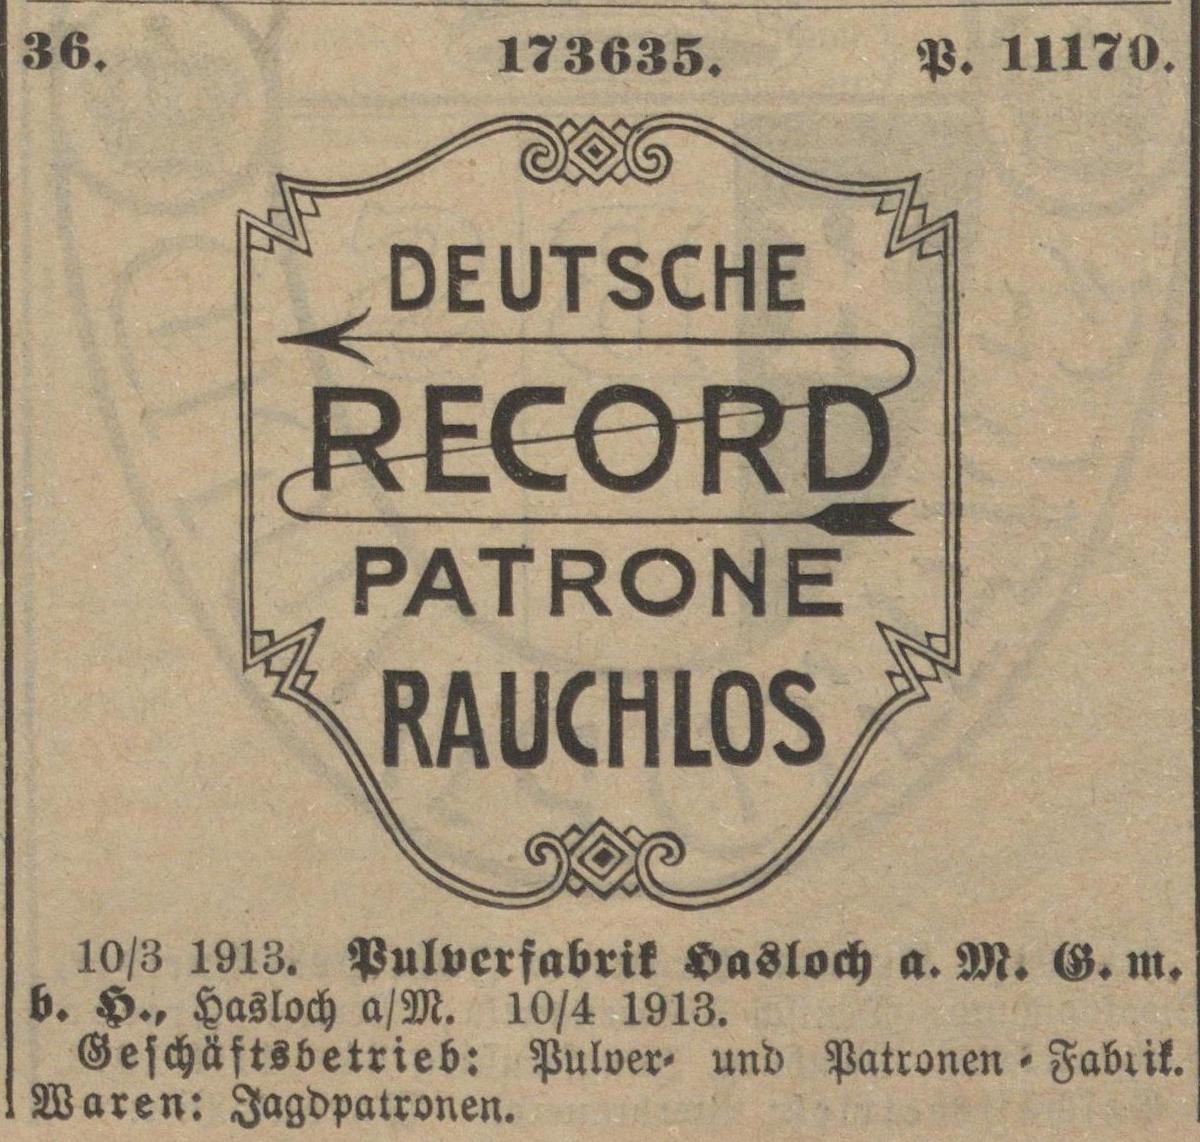 36. 173635. P. 11170.
DEUTSCHE
RECORD
PATRONE
RAUCHLOS
10/3 1913. Pulverfabrik Hasloch a. M. G. m.
b. H., Hasloch a/M. 10/4 1913.
Geschäftsbetrieb: Pulver- und Patronen-Fabrik.
Waren: Jagdpatronen.